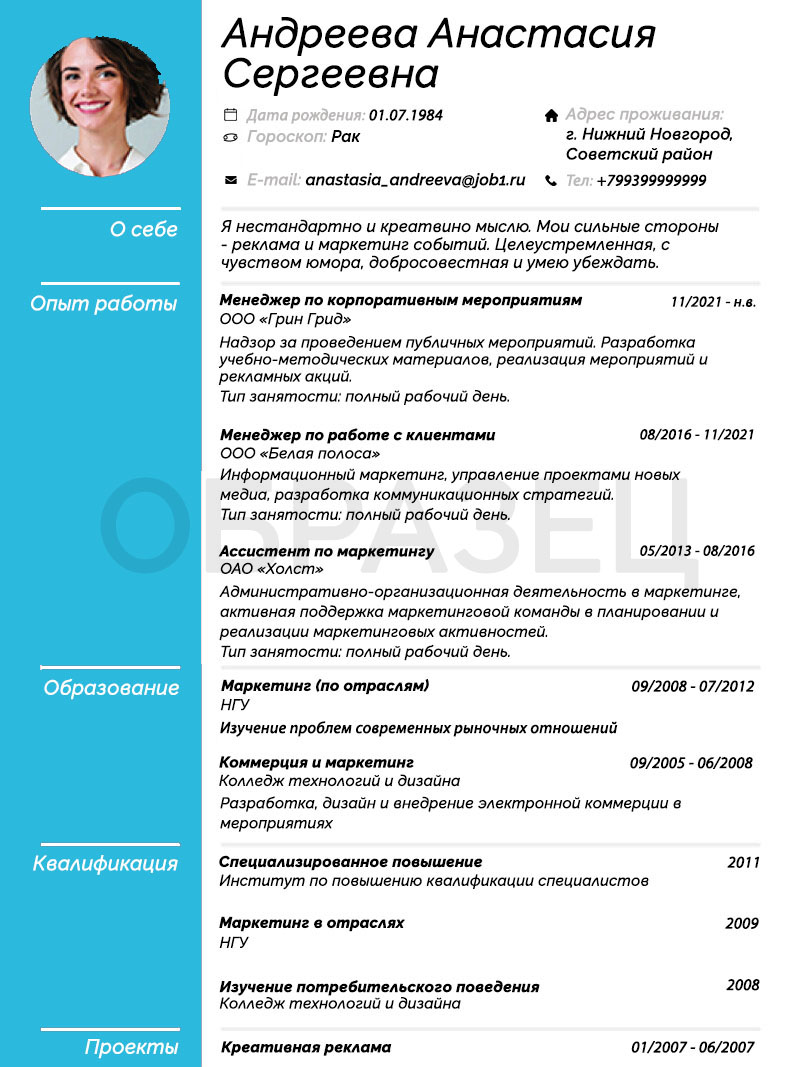 Андреева Анастасия
Сергеевна
Дата рождения: 01.07.1984
Гороскоп: Рак
Адрес проживания:
г. Нижний Новгород,
Советский район
E-mail: anastasia_andreeva@job1.ru
Тел: +799399999999
О себе
Я нестандартно и креатвино мыслю. Мои сильные стороны
- реклама и маркетинг событий. Целеустремленная, с
чувством юмора, добросовестная и умею убеждать.
Опыт работы
Менеджер по корпоративным мероприятиям 11/2021 - н.в.
ООО «Грин Грид»
Надзор за проведением публичных мероприятий. Разработка
учебно-методических материалов, реализация мероприятий и
рекламных акций.
Тип занятости: полный рабочий день.
Менеджер по работе с клиентами 08/2016 - 11/2021
ООО «Белая полоса»
Информационный маркетинг, управление проектами новых
медиа, разработка коммуникационных стратегий.
Тип занятости: полный рабочий день.
ОБРАЗЕЦ
Ассистент по маркетингу 05/2013 - 08/2016
ОАО «Холст»
Административно-организационная деятельность в маркетинге,
активная поддержка маркетинговой команды в планировании и
реализации маркетинговых активностей.
Тип занятости: полный рабочий день.
Образование
Маркетинг (по отраслям) 09/2008 - 07/2012
НГУ
Изучение проблем современных рыночных отношений
Коммерция и маркетинг 09/2005 - 06/2008
Колледж технологий и дизайна
Разработка, дизайн и внедрение электронной коммерции в
мероприятиях
Квалификация
Специализированное повышение 2011
Институт по повышению квалификации специалистов
Маркетинг в отраслях 2009
НГУ
Изучение потребительского поведения 2008
Колледж технологий и дизайна
Проекты
Креативная реклама 01/2007 - 06/2007